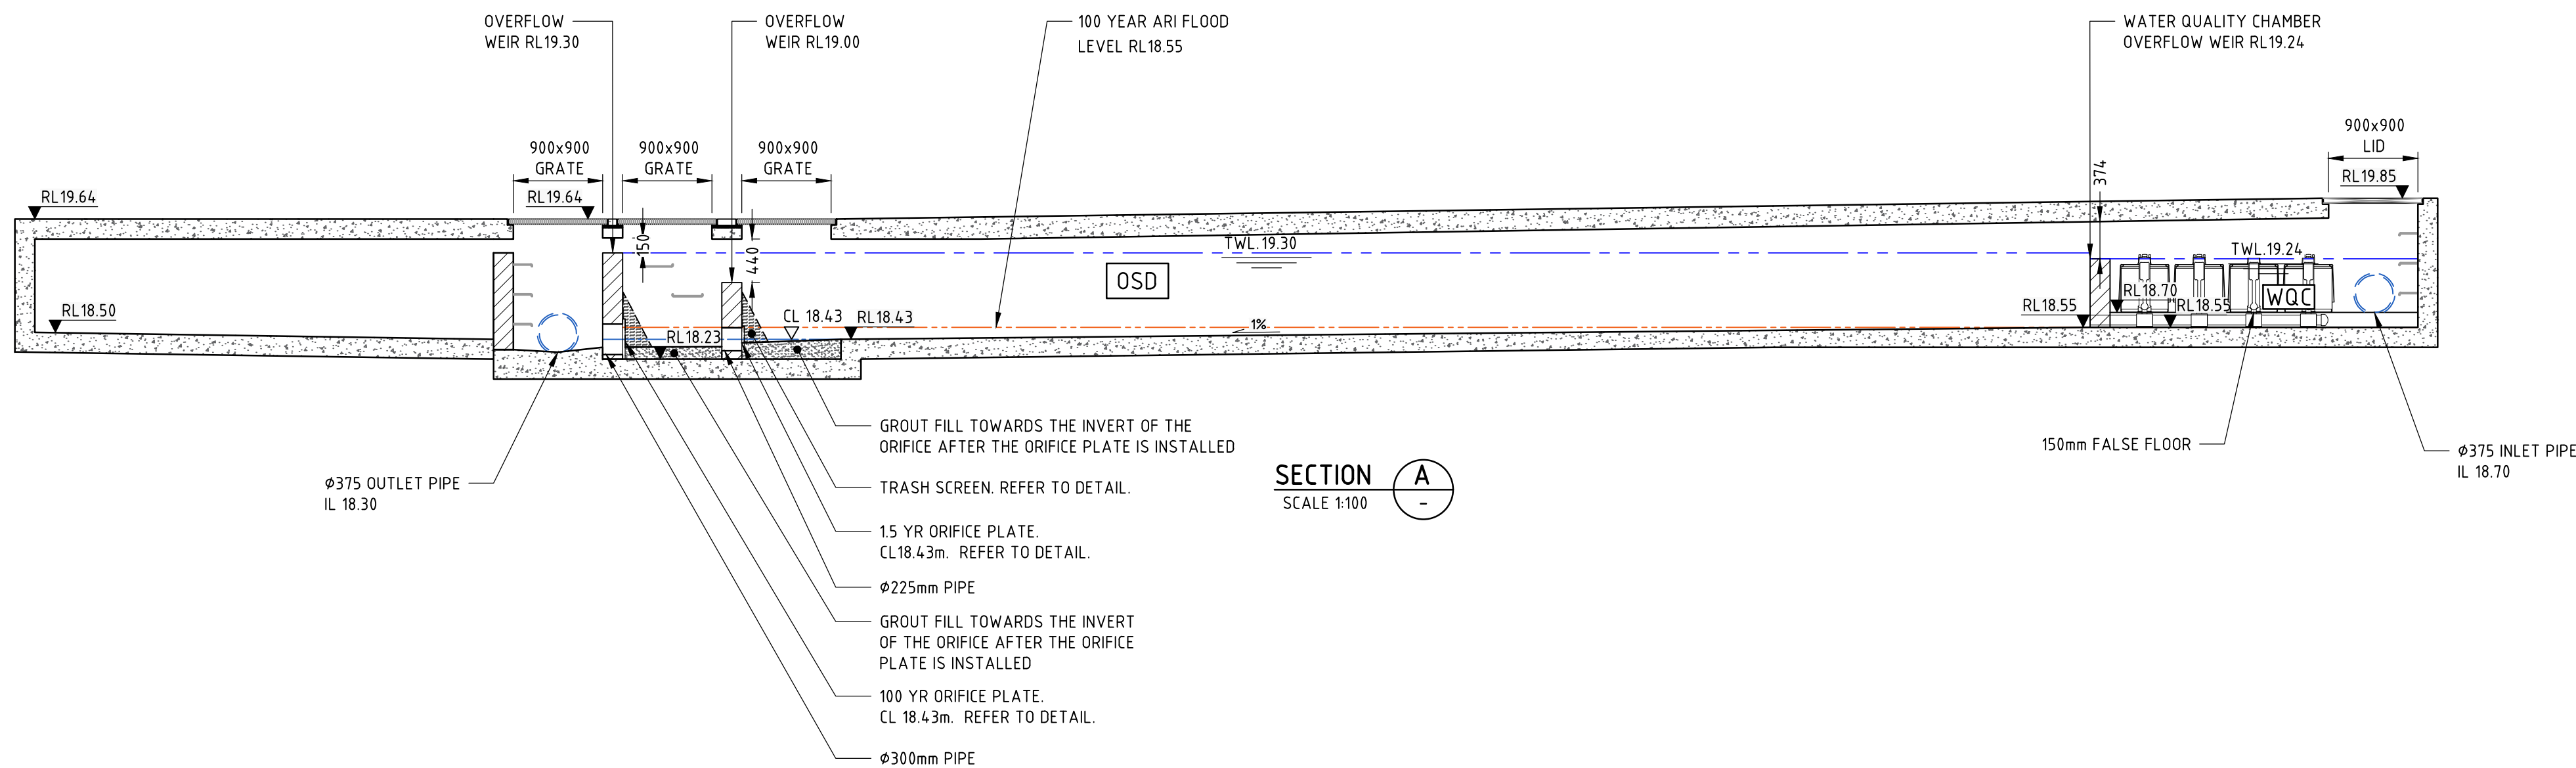 OVERFLOW
WEIR RL19.30
OVERFLOW
WEIR RL19.00
100 YEAR ARI FLOOD
LEVEL RL18.55
WATER QUALITY CHAMBER
OVERFLOW WEIR RL19.24
900x900
GRATE
900x900
GRATE
900x900
GRATE
900x900
LID
374
RL19.64
RL19.64
RL19.85
150
440
TWL.19.30
TWL.19.24
OSD
WQC
RL18.70
RL18.55
RL18.55
RL18.50
RL18.23
CL 18.43
RL18.43
1%
GROUT FILL TOWARDS THE INVERT OF THE
ORIFICE AFTER THE ORIFICE PLATE IS INSTALLED
150mm FALSE FLOOR
Ø375 INLET PIPE
IL 18.70
Ø375 OUTLET PIPE
IL 18.30
TRASH SCREEN. REFER TO DETAIL.
SECTION
SCALE 1:100
A
-
1.5 YR ORIFICE PLATE.
CL18.43m. REFER TO DETAIL.
Ø225mm PIPE
GROUT FILL TOWARDS THE INVERT
OF THE ORIFICE AFTER THE ORIFICE
PLATE IS INSTALLED
100 YR ORIFICE PLATE.
CL 18.43m. REFER TO DETAIL.
Ø300mm PIPE